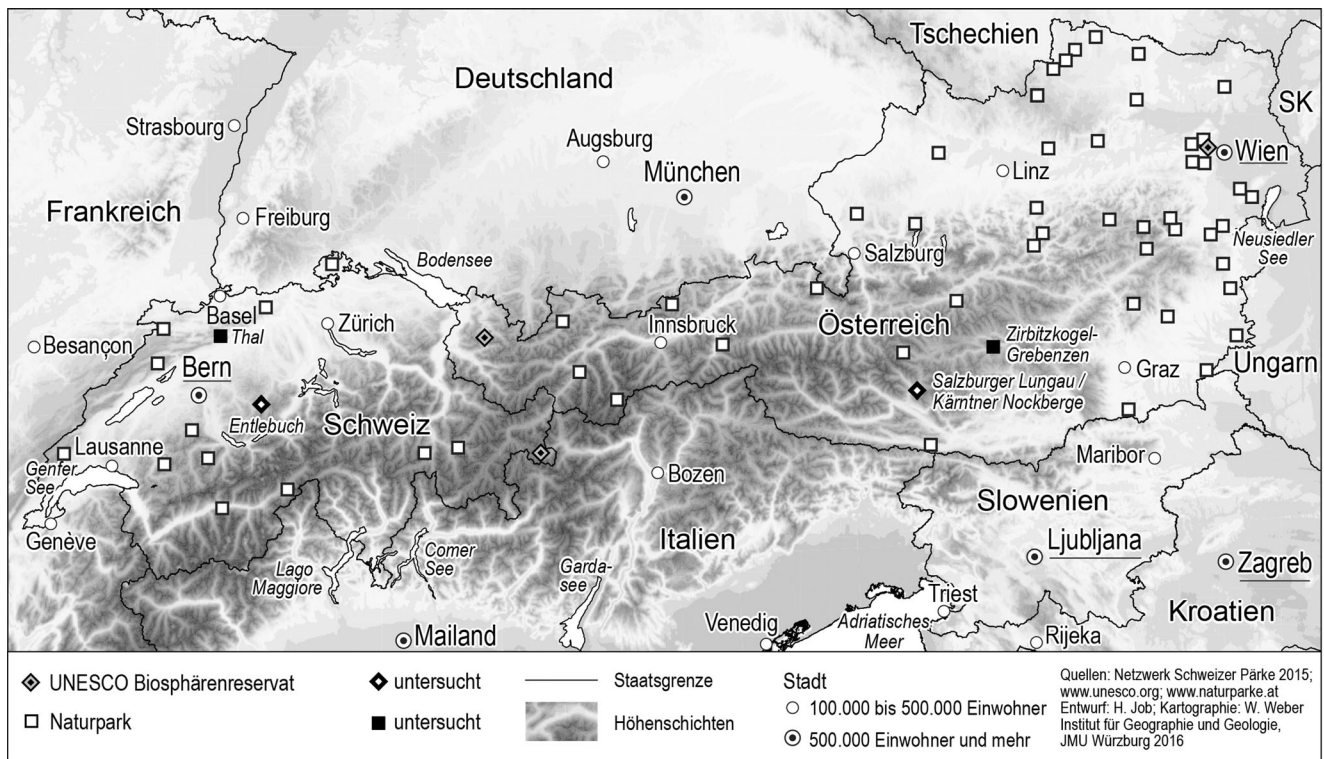 Tschechien
Deutschland
SK
Strasbourg
Augsburg
Wien
München
Linz
Frankreich
Freiburg
Salzburg
Neusiedler
See
Bodensee
Basel
Thal
Zürich
Innsbruck
Österreich
Zirbitzkogel-
Grebenzen
Besançon
Bern
Graz
Ungarn
Salzburger Lungau /
Kärntner Nockberge
Entlebuch
Schweiz
Lausanne
Genfer
See
Maribor
Bozen
Slowenien
Genève
Italien
Ljubljana
Zagreb
Lago
Maggiore
Comer
See
Garda-
see
Triest
Kroatien
Venedig
Adriatisches
Meer
Mailand
Rijeka
UNESCO Biosphärenreservat
Naturpark
untersucht
untersucht
Staatsgrenze
Höhenschichten
Stadt
100.000 bis 500.000 Einwohner
500.000 Einwohner und mehr
Quellen: Netzwerk Schweizer Pärke 2015;
www.unesco.org; www.naturparke.at
Entwurf: H. Job; Kartographie: W. Weber
Institut für Geographie und Geologie,
JMU Würzburg 2016